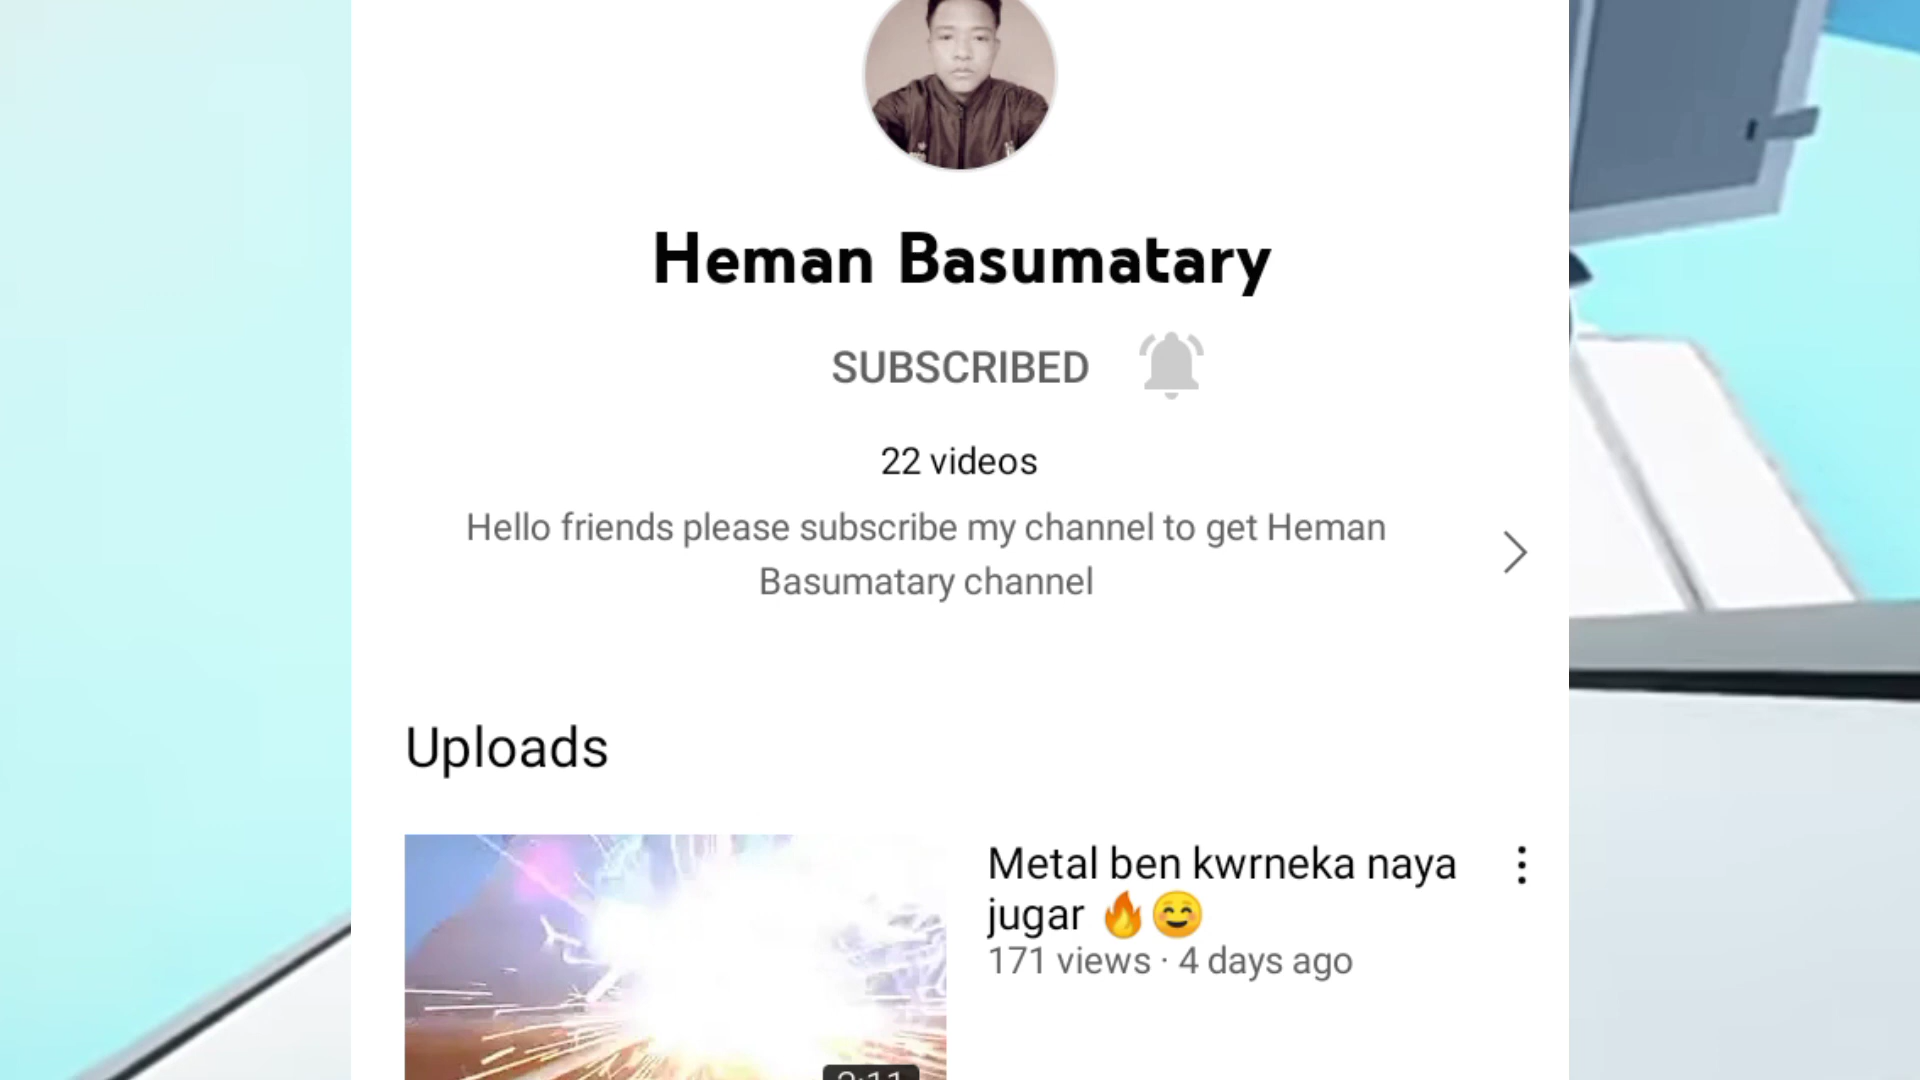 Heman Basumatary
SUBSCRIBED
22 videos
Hello friends please subscribe my channel to get Heman
Basumatary channel
Uploads
Metal ben kwrneka naya
jugar 🔥☺️
171 views · 4 days ago